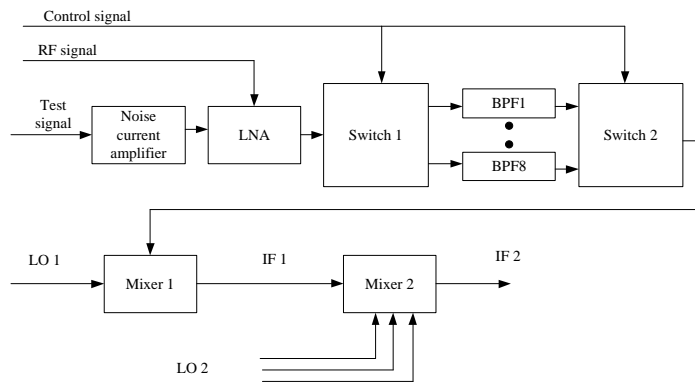 Control signal
RF signal
Test
signal
Noise
current
amplifier
LNA
Switch 1
BPF1
BPF8
Switch 2
LO 1
Mixer 1
IF 1
Mixer 2
IF 2
LO 2